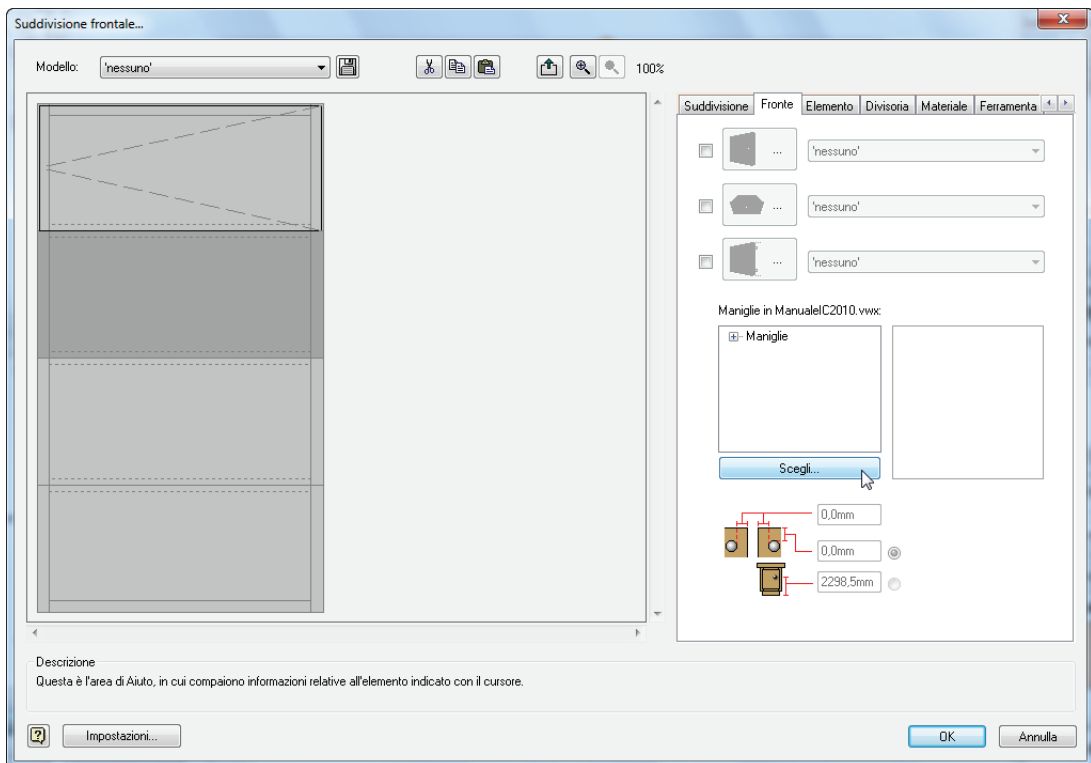 Suddivisione frontale...
Modello:
'nessuno'
100%
Suddivisione Fronte Elemento Divisoria Materiale Ferramenta
... 'nessuno'
... 'nessuno'
... 'nessuno'
Maniglie in ManualeIC2010.vwx:
Maniglie
Scegli...
0,0mm
0,0mm
2298,5mm
Descrizione
Questa è l'area di Aiuto, in cui compaiono informazioni relative all'elemento indicato con il cursore.
Impostazioni...
OK
Annulla